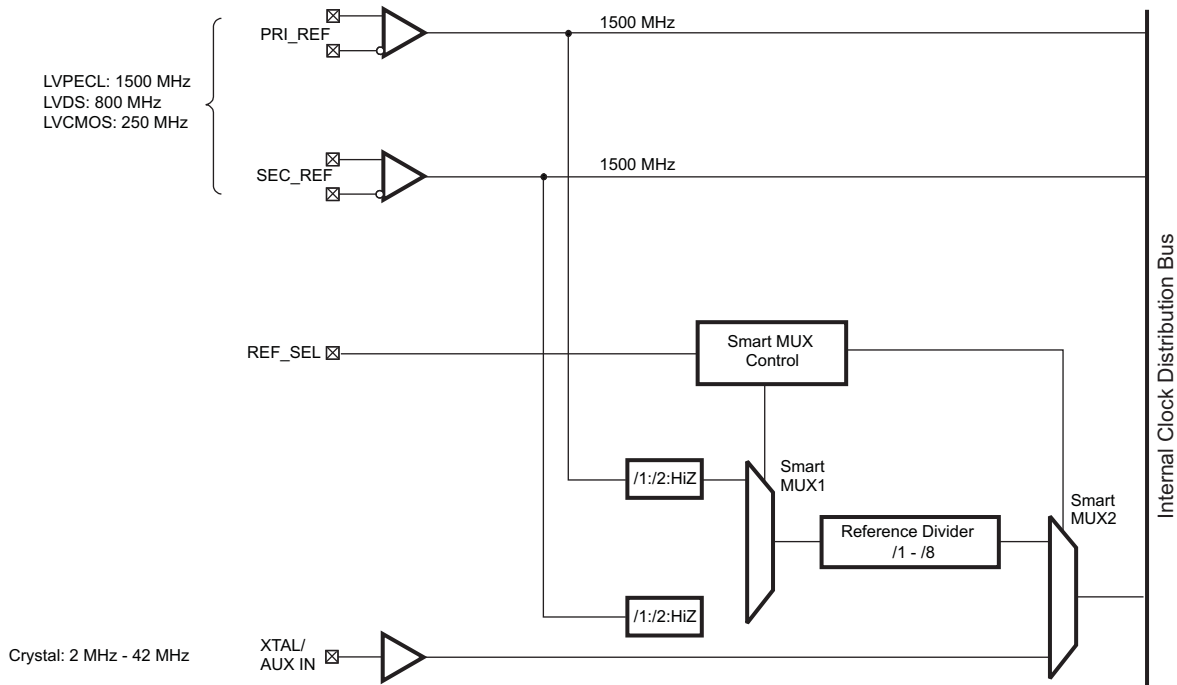 PRI_REF
1500 MHz
LVPECL: 1500 MHz
LVDS: 800 MHz
LVCMOS: 250 MHz
SEC_REF
1500 MHz
REF_SEL
Smart MUX
Control
/1:/2:HiZ
Smart
MUX1
Reference Divider
/1 - /8
Smart
MUX2
/1:/2:HiZ
Crystal: 2 MHz - 42 MHz
XTAL/
AUX IN
Internal Clock Distribution Bus